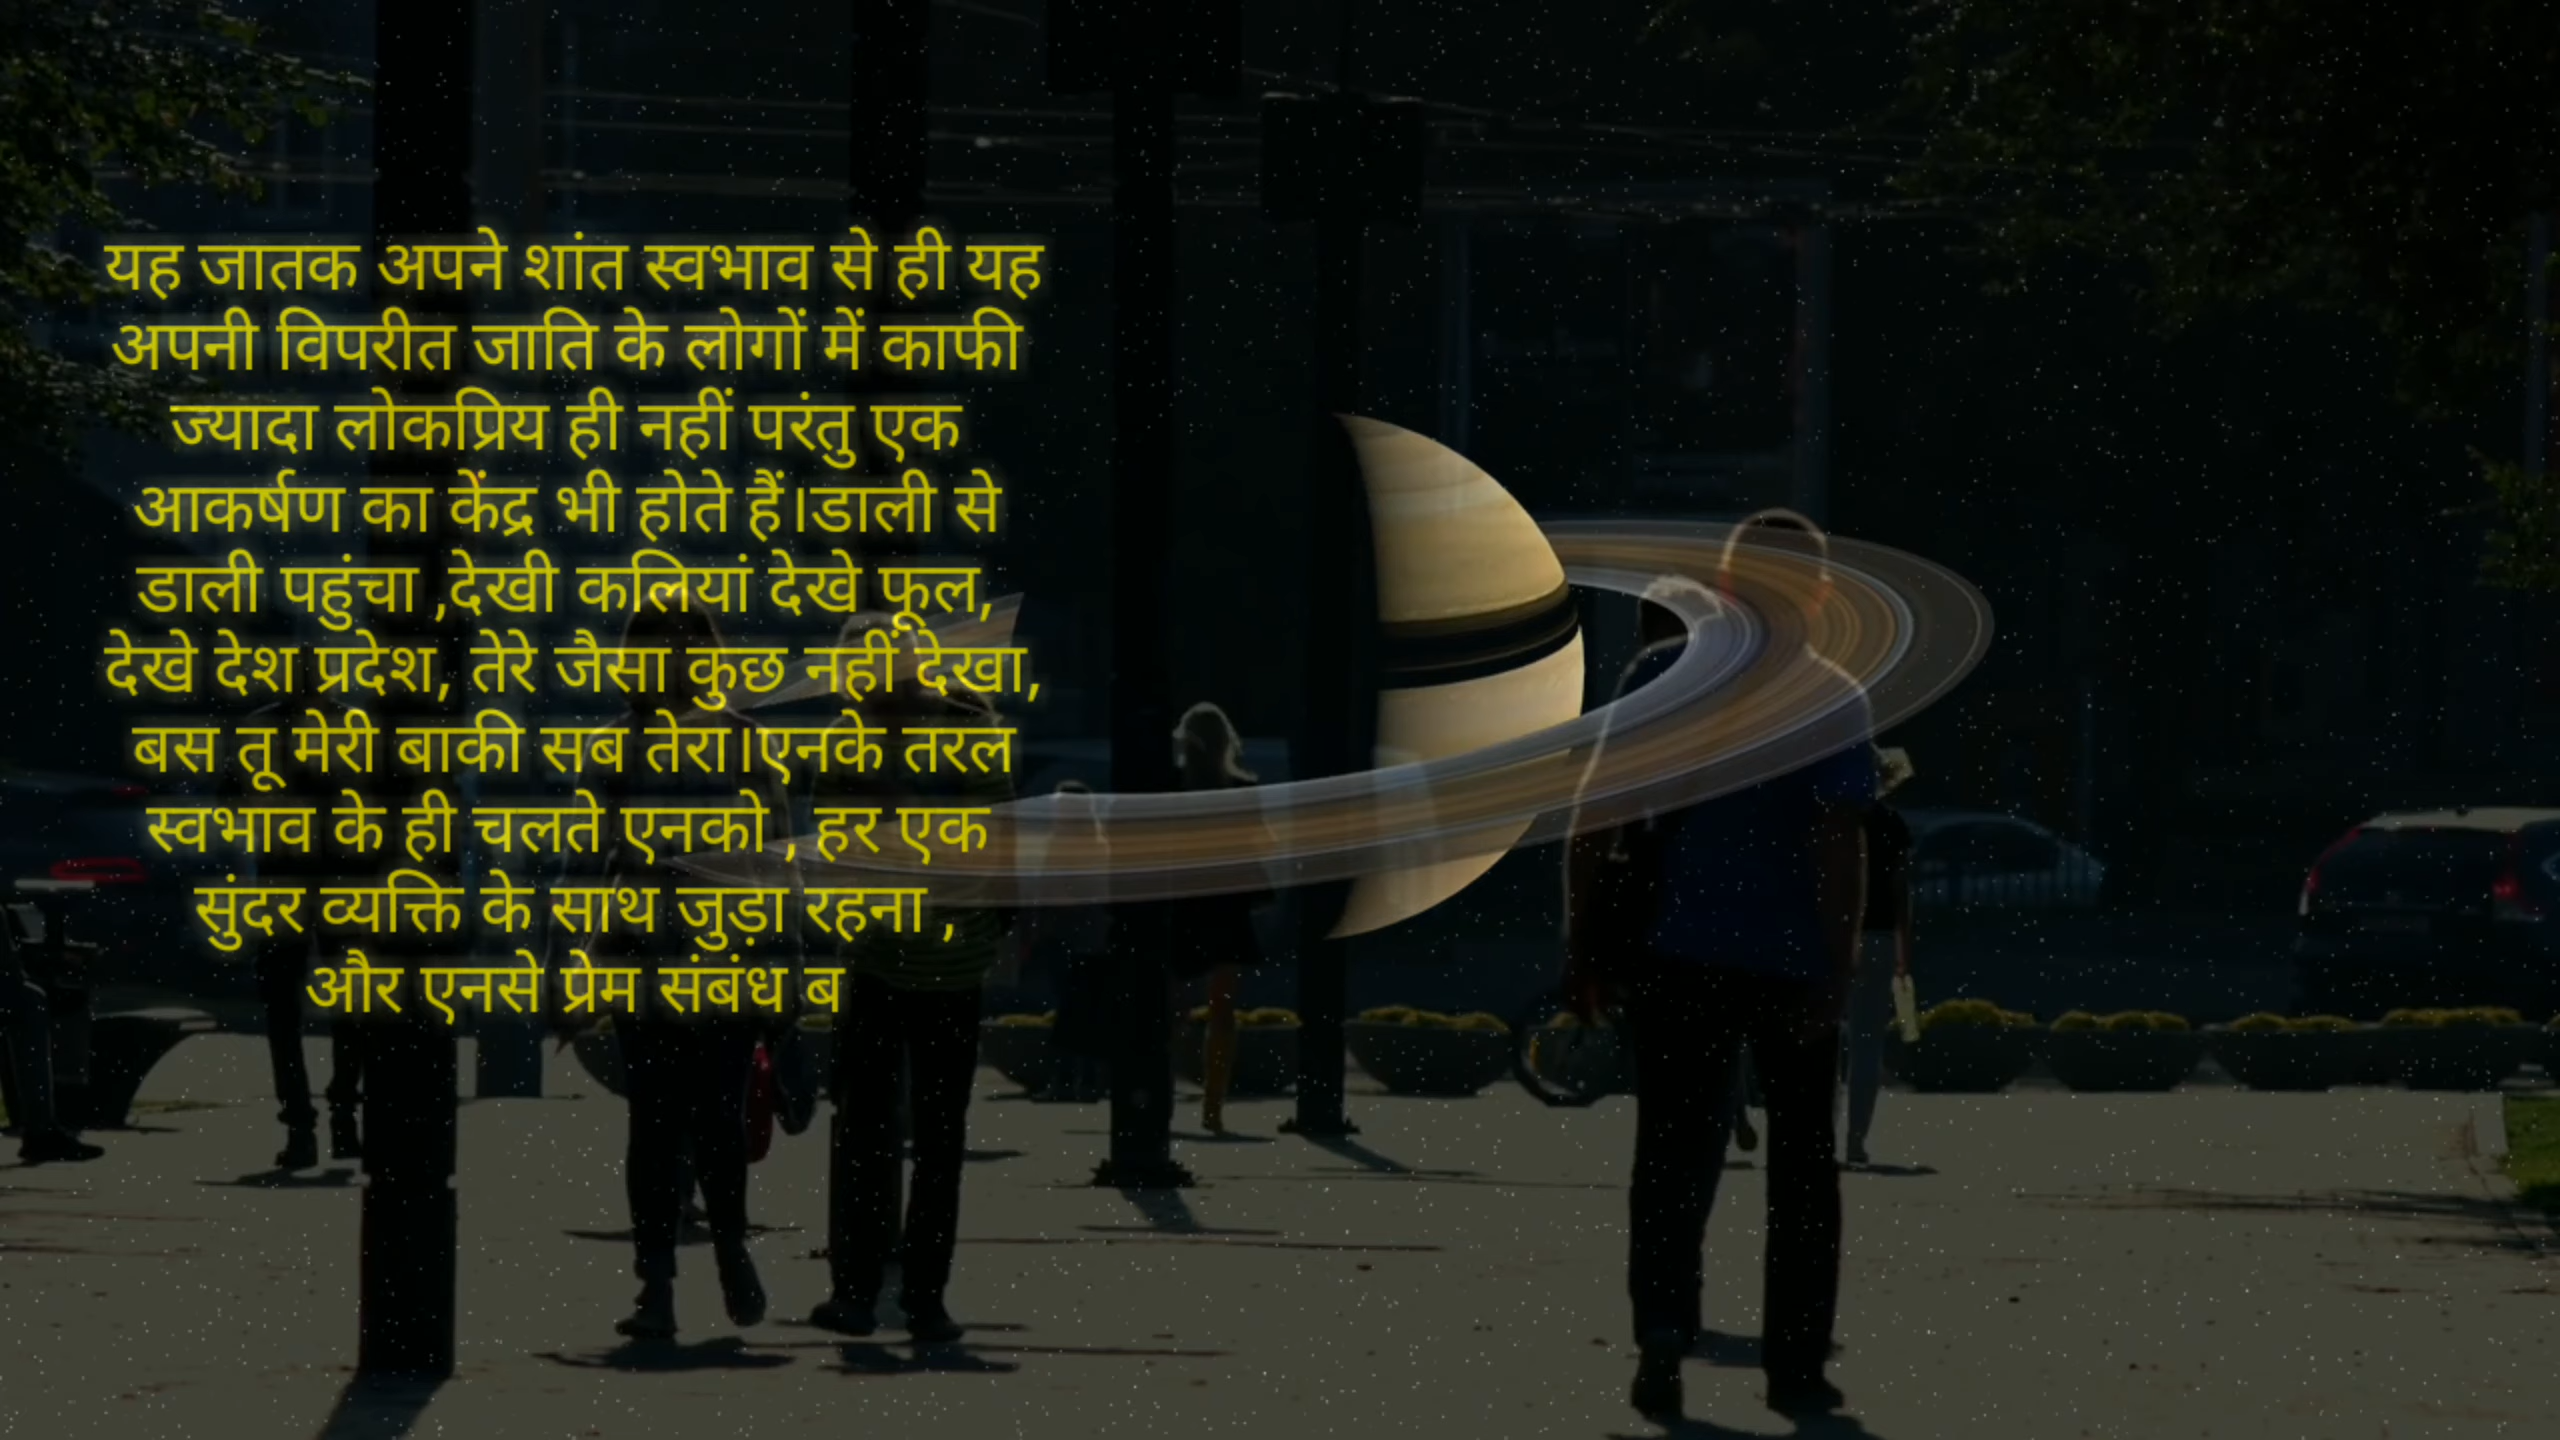 यह जातक अपने शांत स्वभाव से ही यह
अपनी विपरीत जाति के लोगों में काफी
ज्यादा लोकप्रिय ही नहीं परंतु एक
आकर्षण का केंद्र भी होते हैं।डाली से
डाली पहुंचा ,देखी कलियां देखे फूल,
देखे देश प्रदेश, तेरे जैसा कुछ नहीं देखा,
बस तू मेरी बाकी सब तेरा।एनके तरल
स्वभाव के ही चलते एनको , हर एक
सुंदर व्यक्ति के साथ जुड़ा रहना ,
और एनसे प्रेम संबंध ब